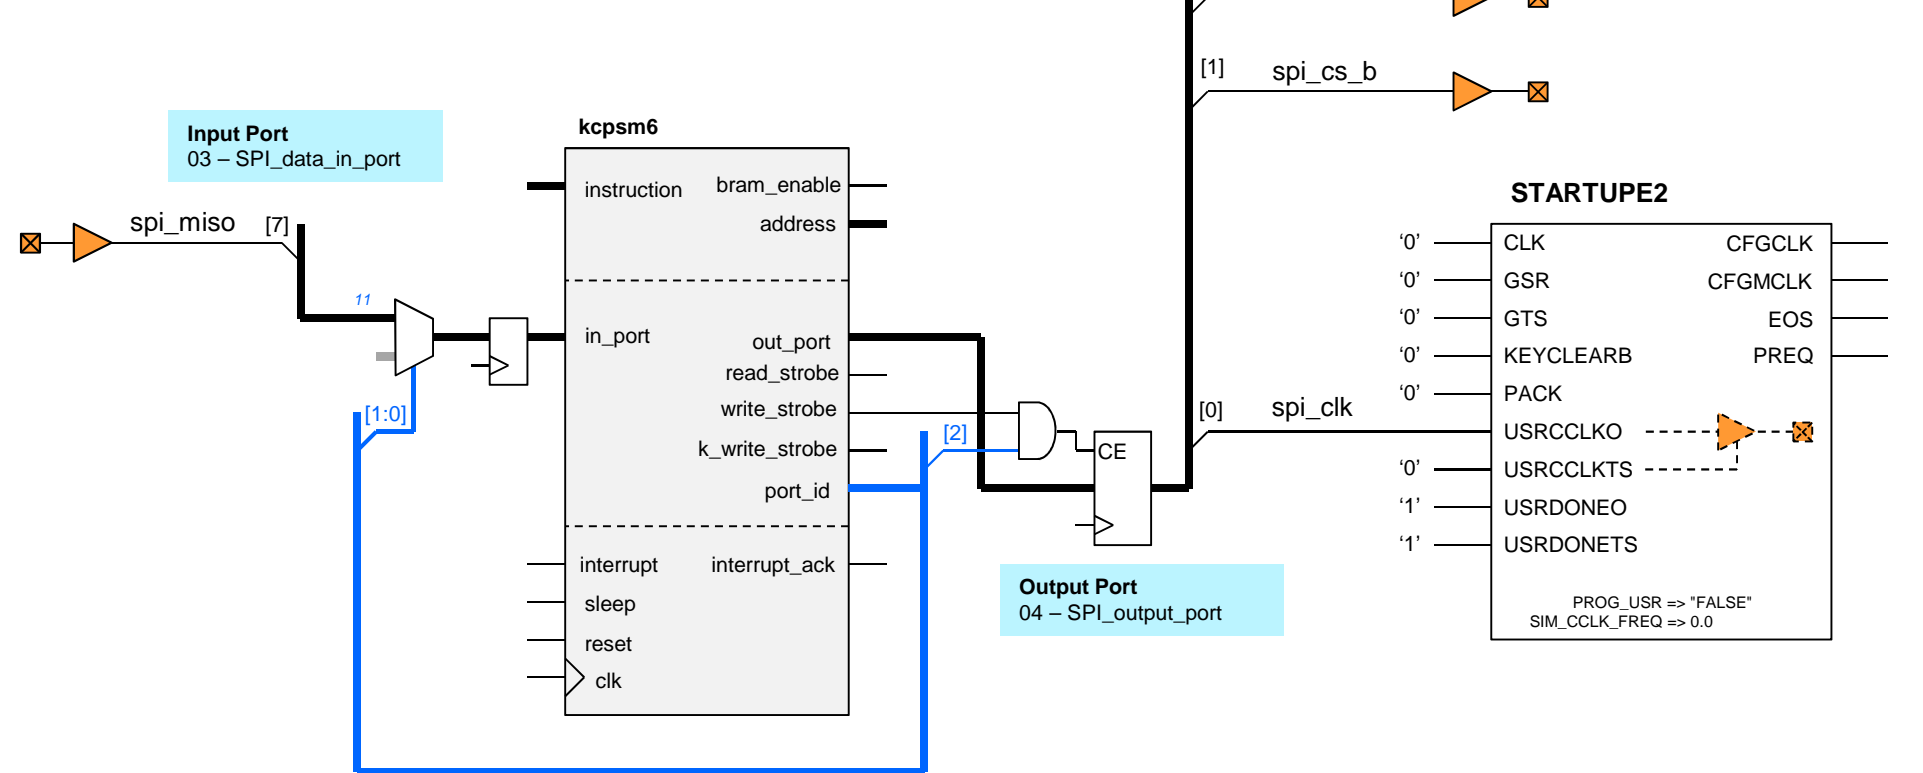 [1]
spi_cs_b
Input Port
03 – SPI_data_in_port
kcpsm6
spi_miso
[7]
11
[1:0]
instruction
bram_enable
address
in_port
out_port
read_strobe
write_strobe
k_write_strobe
port_id
interrupt
interrupt_ack
sleep
reset
clk
[2]
CE
[0]
spi_clk
Output Port
04 – SPI_output_port
STARTUPE2
‘0’
CLK
CFGCLK
‘0’
GSR
CFGMCLK
‘0’
GTS
EOS
‘0’
KEYCLEARB
PREQ
‘0’
PACK
USRCCLKO
‘0’
USRCCLKTS
‘1’
USRDONEO
‘1’
USRDONETS
PROG_USR => "FALSE"
SIM_CCLK_FREQ => 0.0